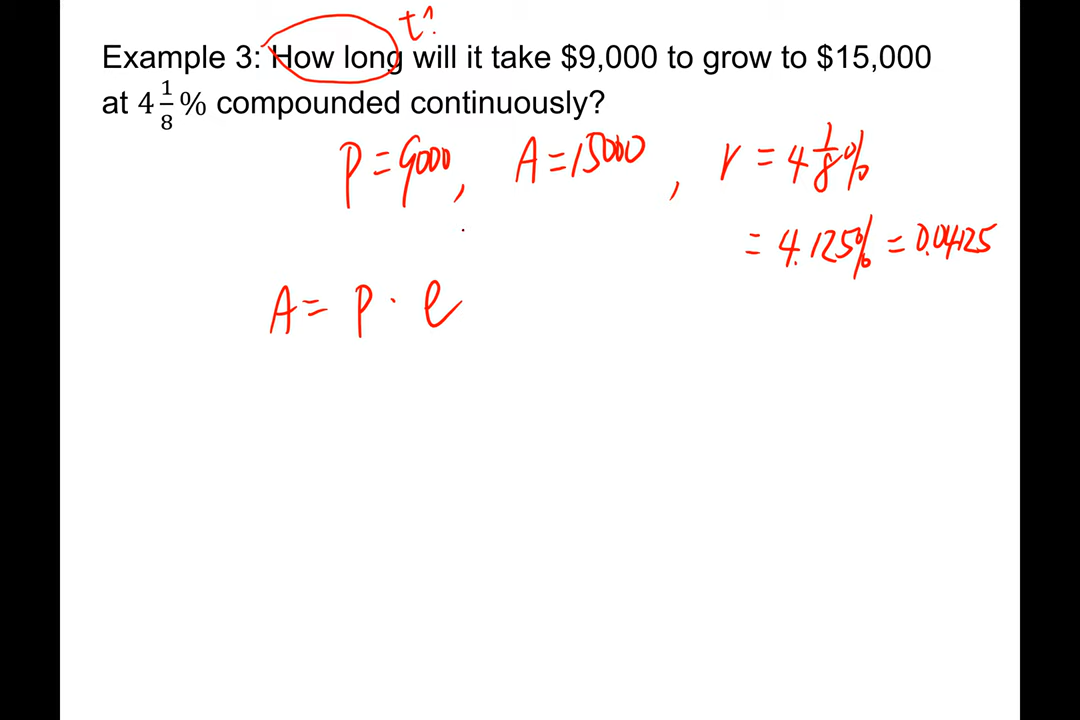 t?
Example 3: How long will it take $9,000 to grow to $15,000
at 4 1/8 % compounded continuously?
P = 9000, A = 15000, r = 4 1/8 %
= 4.125% = 0.04125
A = P · e